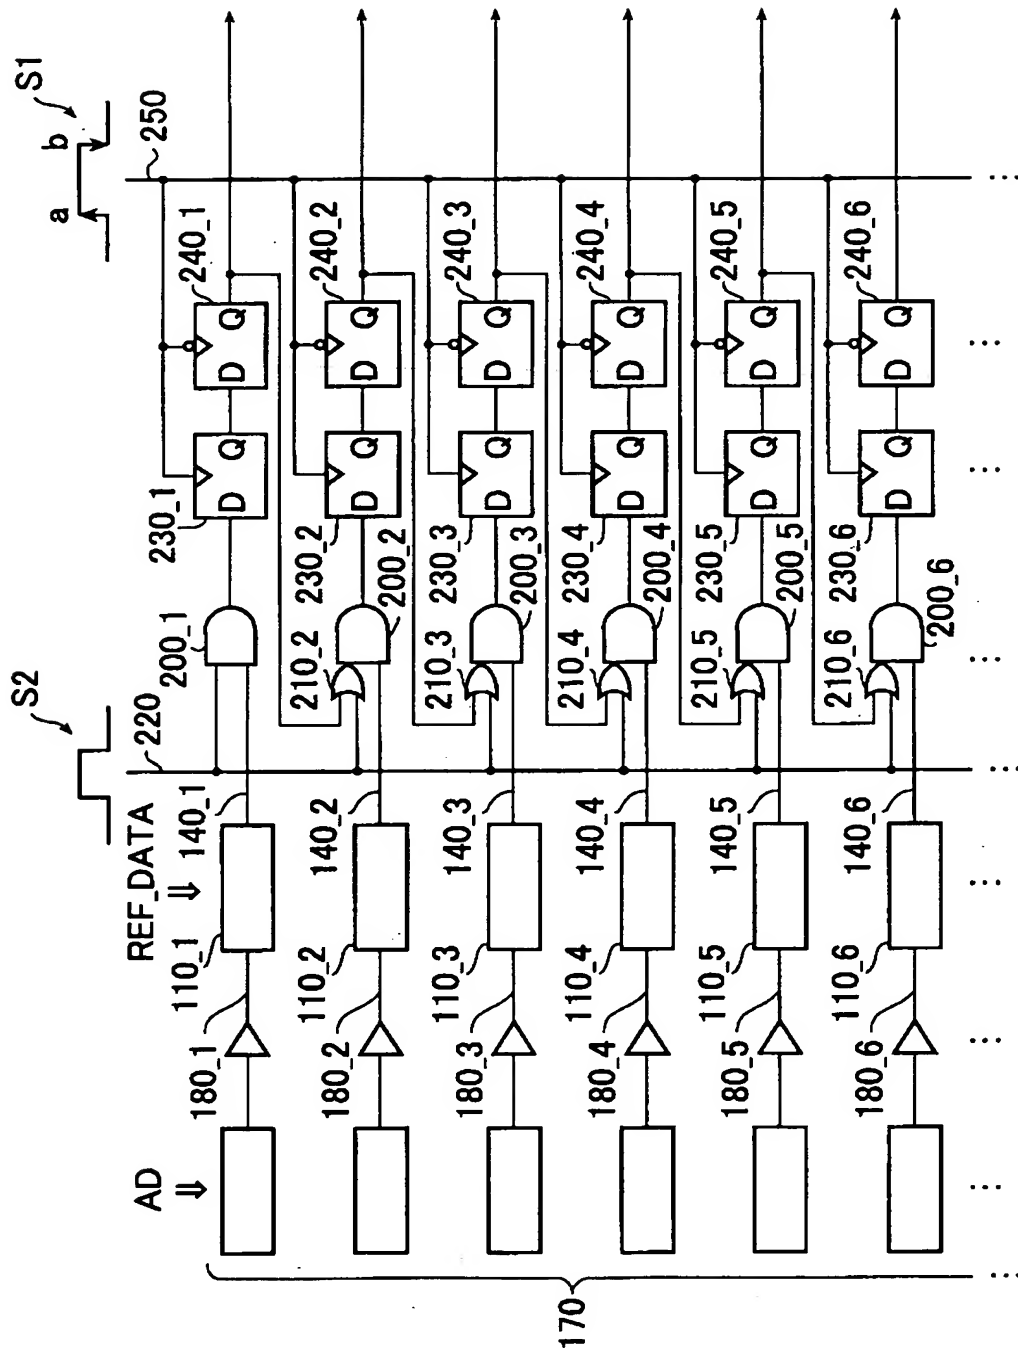 AD
REF_DATA
S2
S1
a
b
170
180_1
110_1
140_1
220
200_1
230_1
D
Q
240_1
D
Q
250
180_2
110_2
140_2
210_2
200_2
230_2
D
Q
240_2
D
Q
180_3
110_3
140_3
210_3
200_3
230_3
D
Q
240_3
D
Q
180_4
110_4
140_4
210_4
200_4
230_4
D
Q
240_4
D
Q
180_5
110_5
140_5
210_5
200_5
230_5
D
Q
240_5
D
Q
180_6
110_6
140_6
210_6
200_6
230_6
D
Q
240_6
D
Q